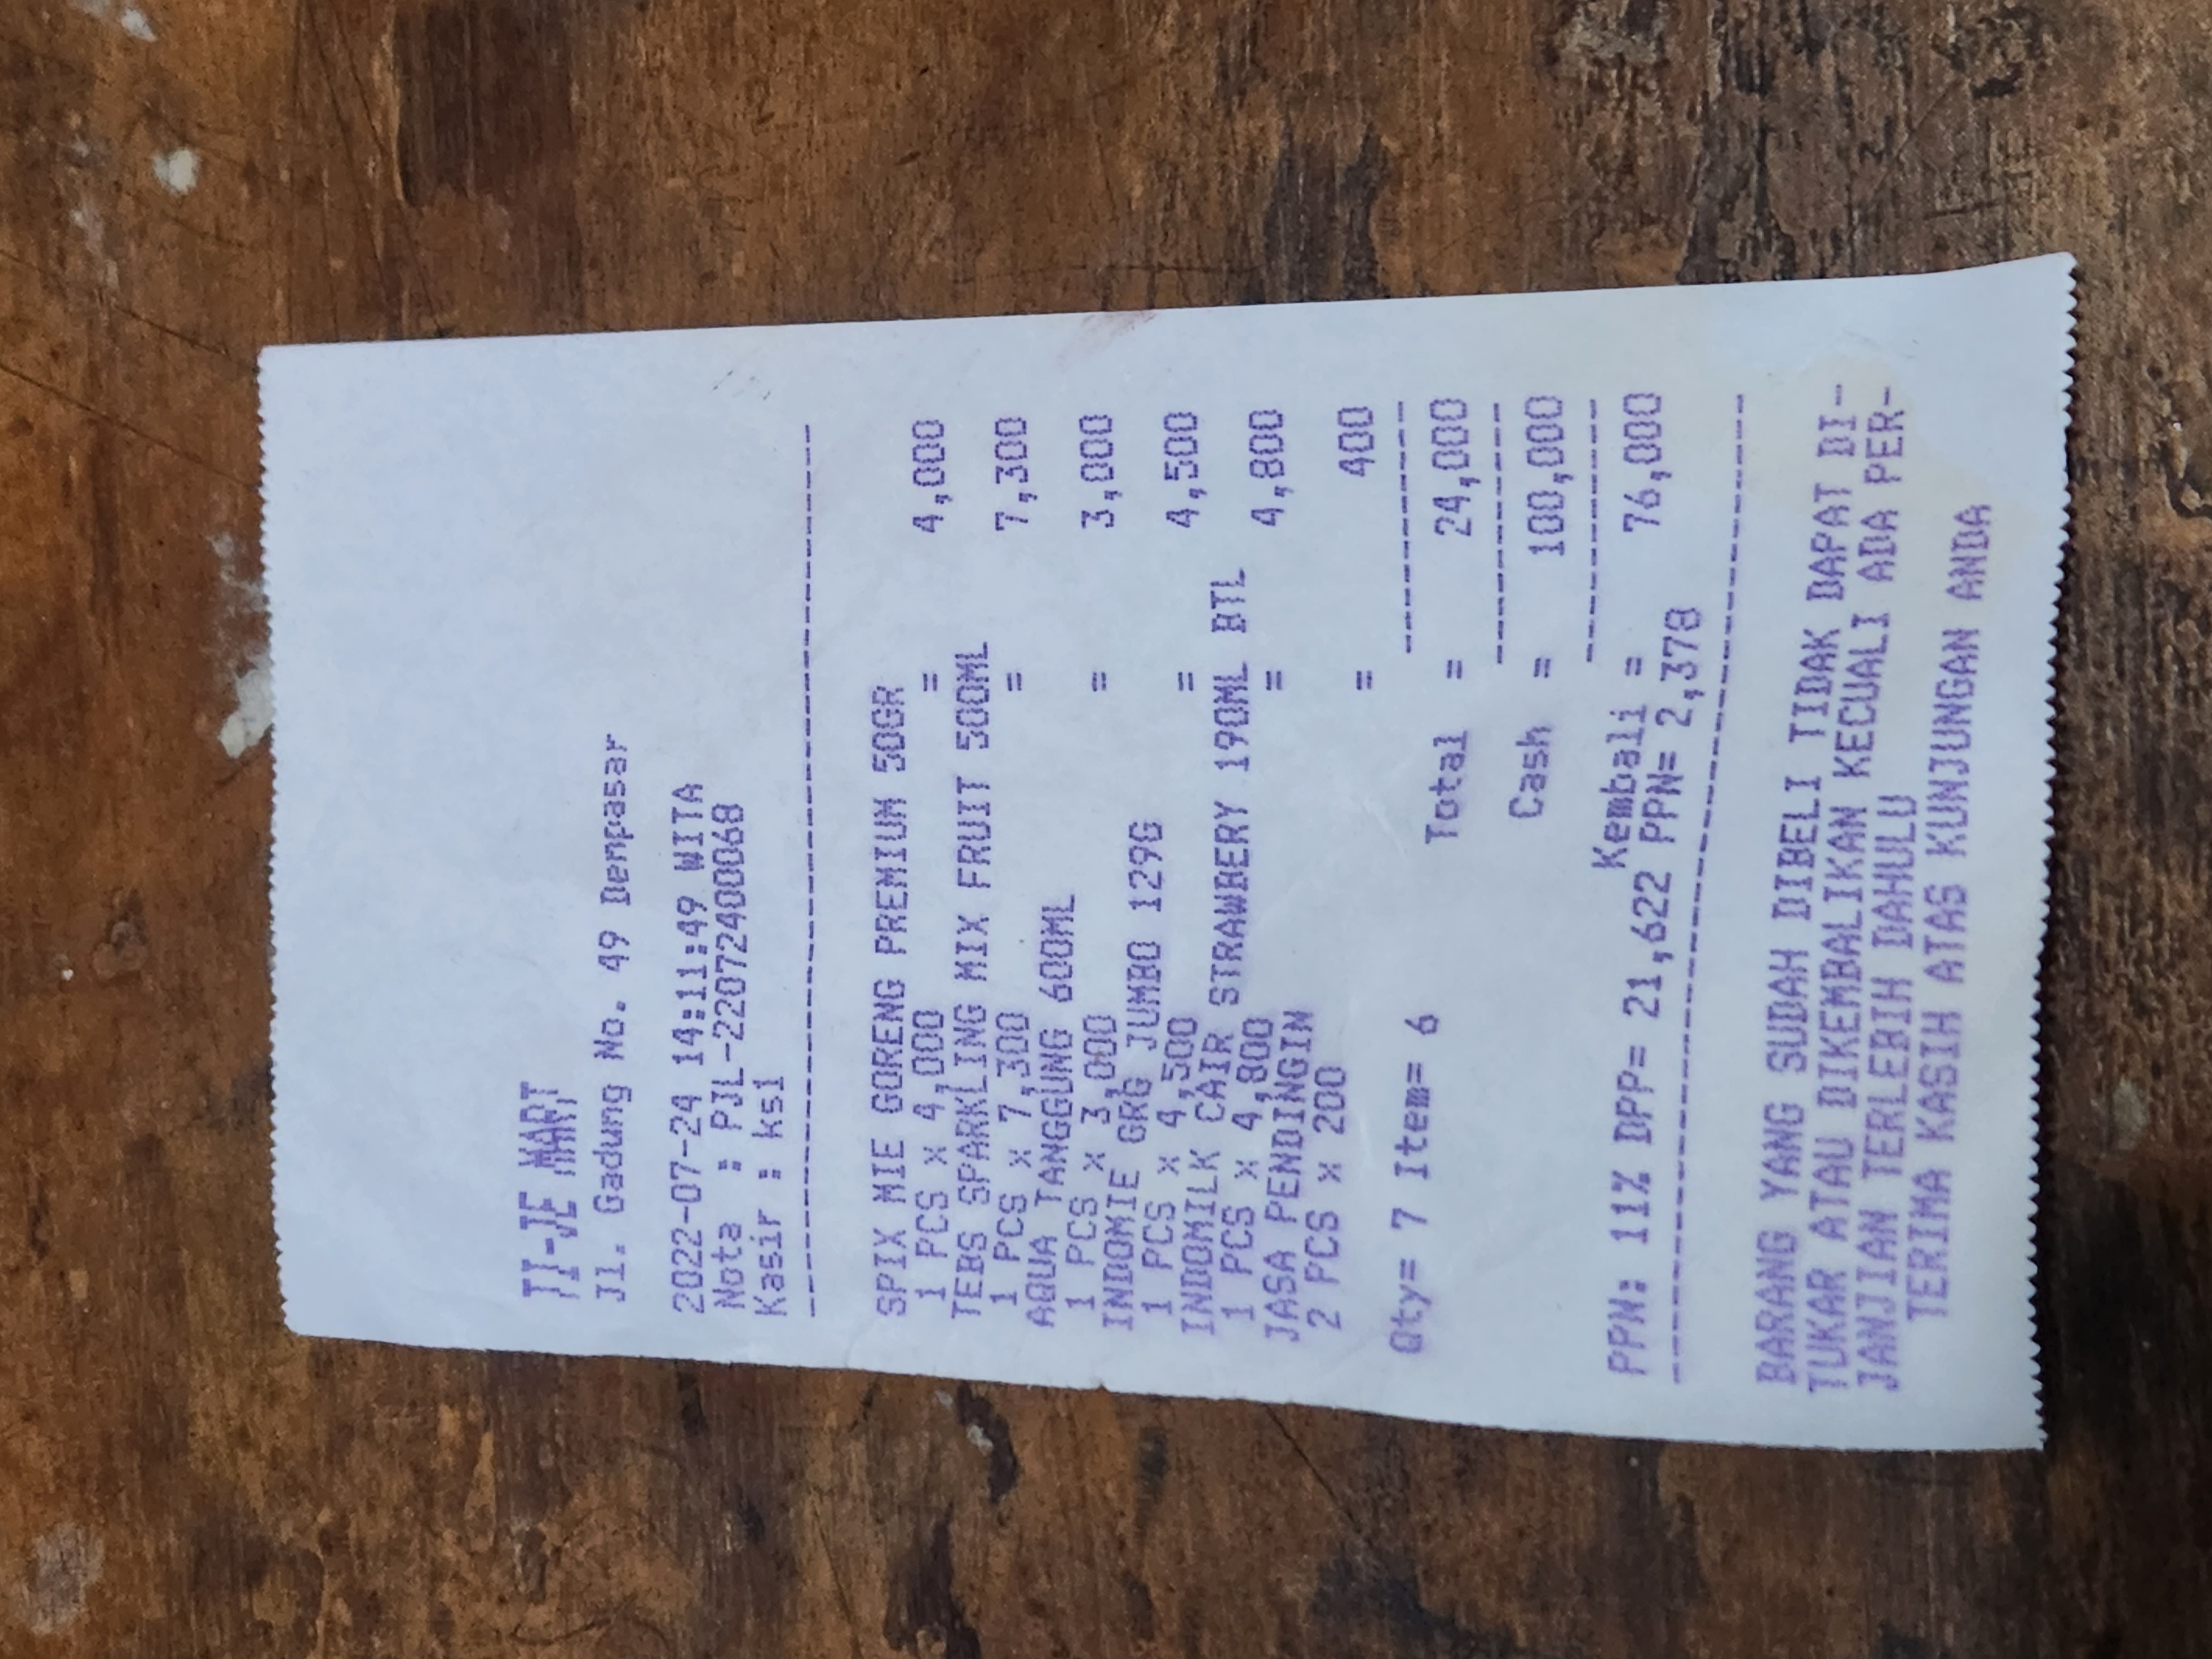 TI-JE MART
Jl. Gadung No. 49 Denpasar
2022-07-24 14:11:49 WITA
Nota : PJL-22072400068
Kasir : ks1
SPIX MIE GORENG PREMIUM 50GR
1 PCS x 4,000 = 4,000
TEBS SPARKLING MIX FRUIT 500ML
1 PCS x 7,300 = 7,300
AQUA TANGGUNG 600ML
1 PCS x 3,000 = 3,000
INDOMIE GRG JUMBO 129G
1 PCS x 4,500 = 4,500
INDOMILK CAIR STRAWBERY 190ML BTL
1 PCS x 4,800 = 4,800
JASA PENDINGIN
2 PCS x 200 = 400
Qty= 7 Item= 6
Total = 24,000
Cash = 100,000
Kembali = 76,000
PPN: 11% DPP= 21,622 PPN= 2,378
BARANG YANG SUDAH DIBELI TIDAK DAPAT DI-
TUKAR ATAU DIKEMBALIKAN KECUALI ADA PER-
JANJIAN TERLEBIH DAHULU
TERIMA KASIH ATAS KUNJUNGAN ANDA